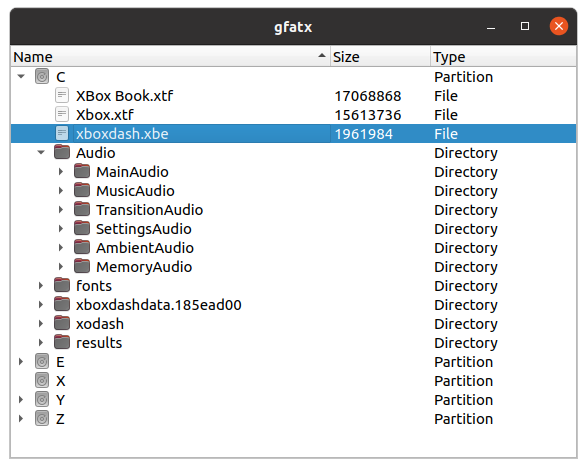 gfatx
Name Size Type
C Partition
XBox Book.xtf 17068868 File
Xbox.xtf 15613736 File
xboxdash.xbe 1961984 File
Audio Directory
MainAudio Directory
MusicAudio Directory
TransitionAudio Directory
SettingsAudio Directory
AmbientAudio Directory
MemoryAudio Directory
fonts Directory
xboxdashdata.185ead00 Directory
xodash Directory
results Directory
E Partition
X Partition
Y Partition
Z Partition